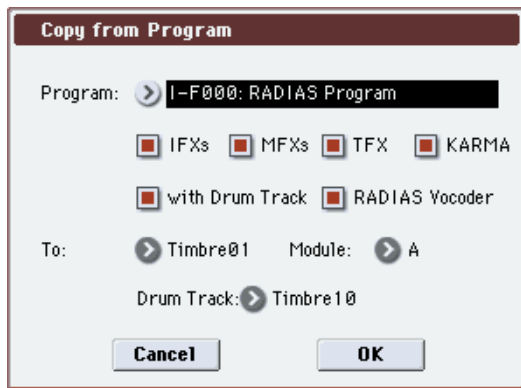 Copy from Program
Program: I-F000: RADIAS Program
IFXs MFXs TFX KARMA
with Drum Track RADIAS Vocoder
To: Timbre01 Module: A
Drum Track: Timbre10
Cancel OK